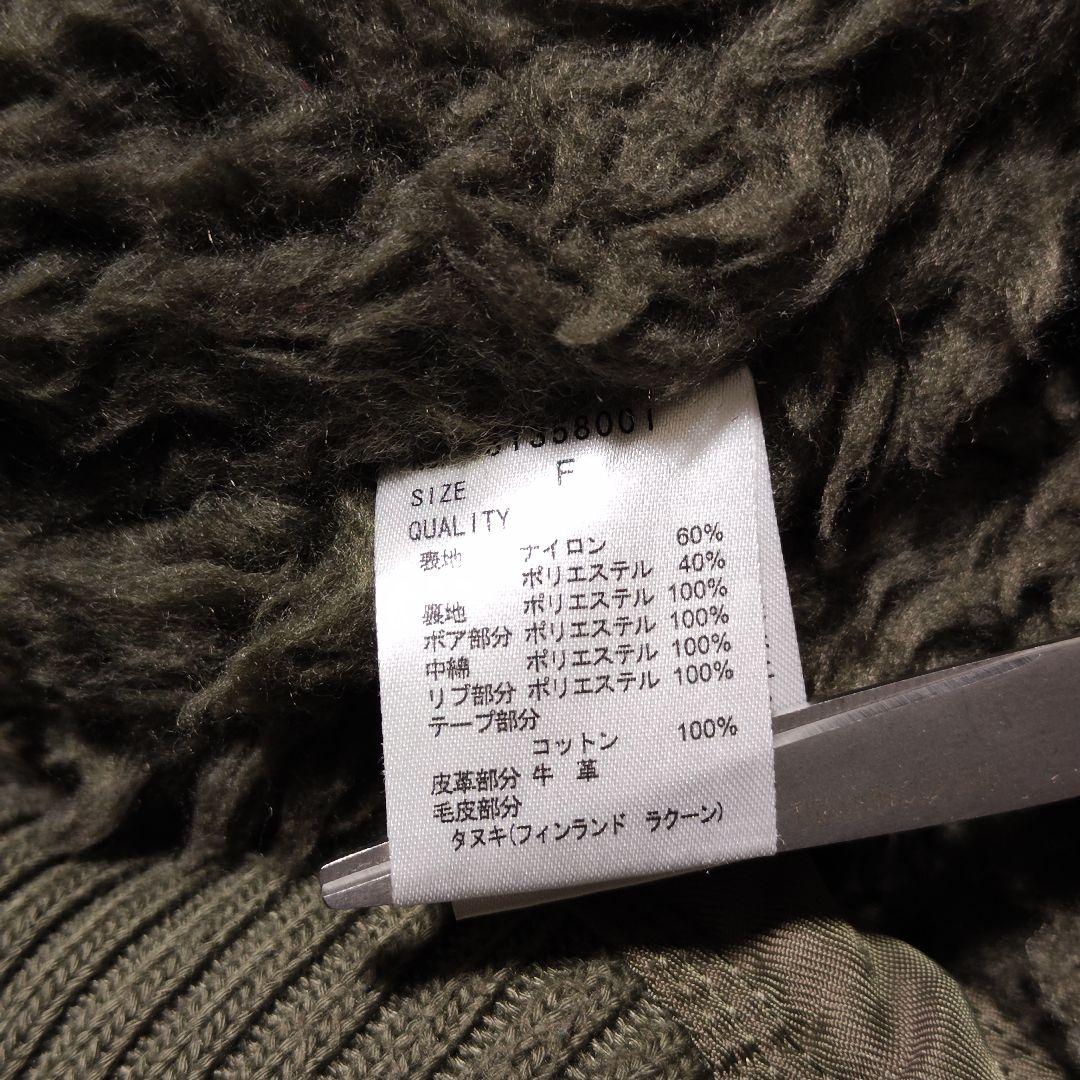 SIZE F
QUALITY
表地 ナイロン 60%
ポリエステル 40%
裏地 ポリエステル 100%
ボア部分 ポリエステル 100%
中綿 ポリエステル 100%
リブ部分 ポリエステル 100%
テープ部分
コットン 100%
皮革部分 牛 革
毛皮部分
タヌキ(フィンランド ラクーン)